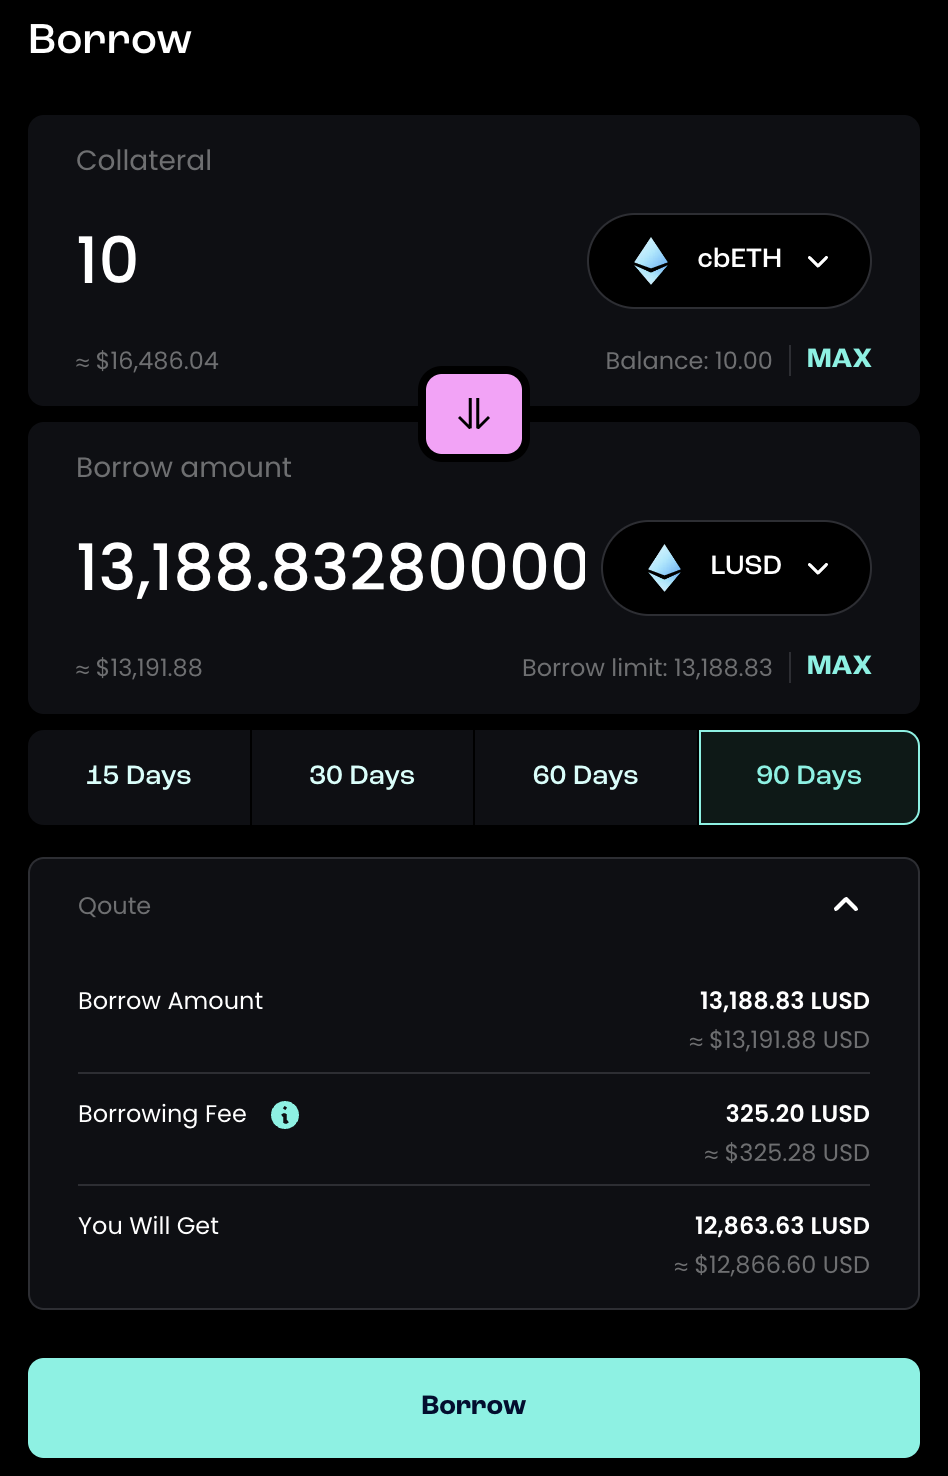 Borrow
Collateral
10
cbETH
≈ $16,486.04
Balance: 10.00
MAX
Borrow amount
13,188.83280000
LUSD
≈ $13,191.88
Borrow limit: 13,188.83
MAX
15 Days
30 Days
60 Days
90 Days
Qoute
Borrow Amount
13,188.83 LUSD
≈ $13,191.88 USD
Borrowing Fee
325.20 LUSD
≈ $325.28 USD
You Will Get
12,863.63 LUSD
≈ $12,866.60 USD
Borrow